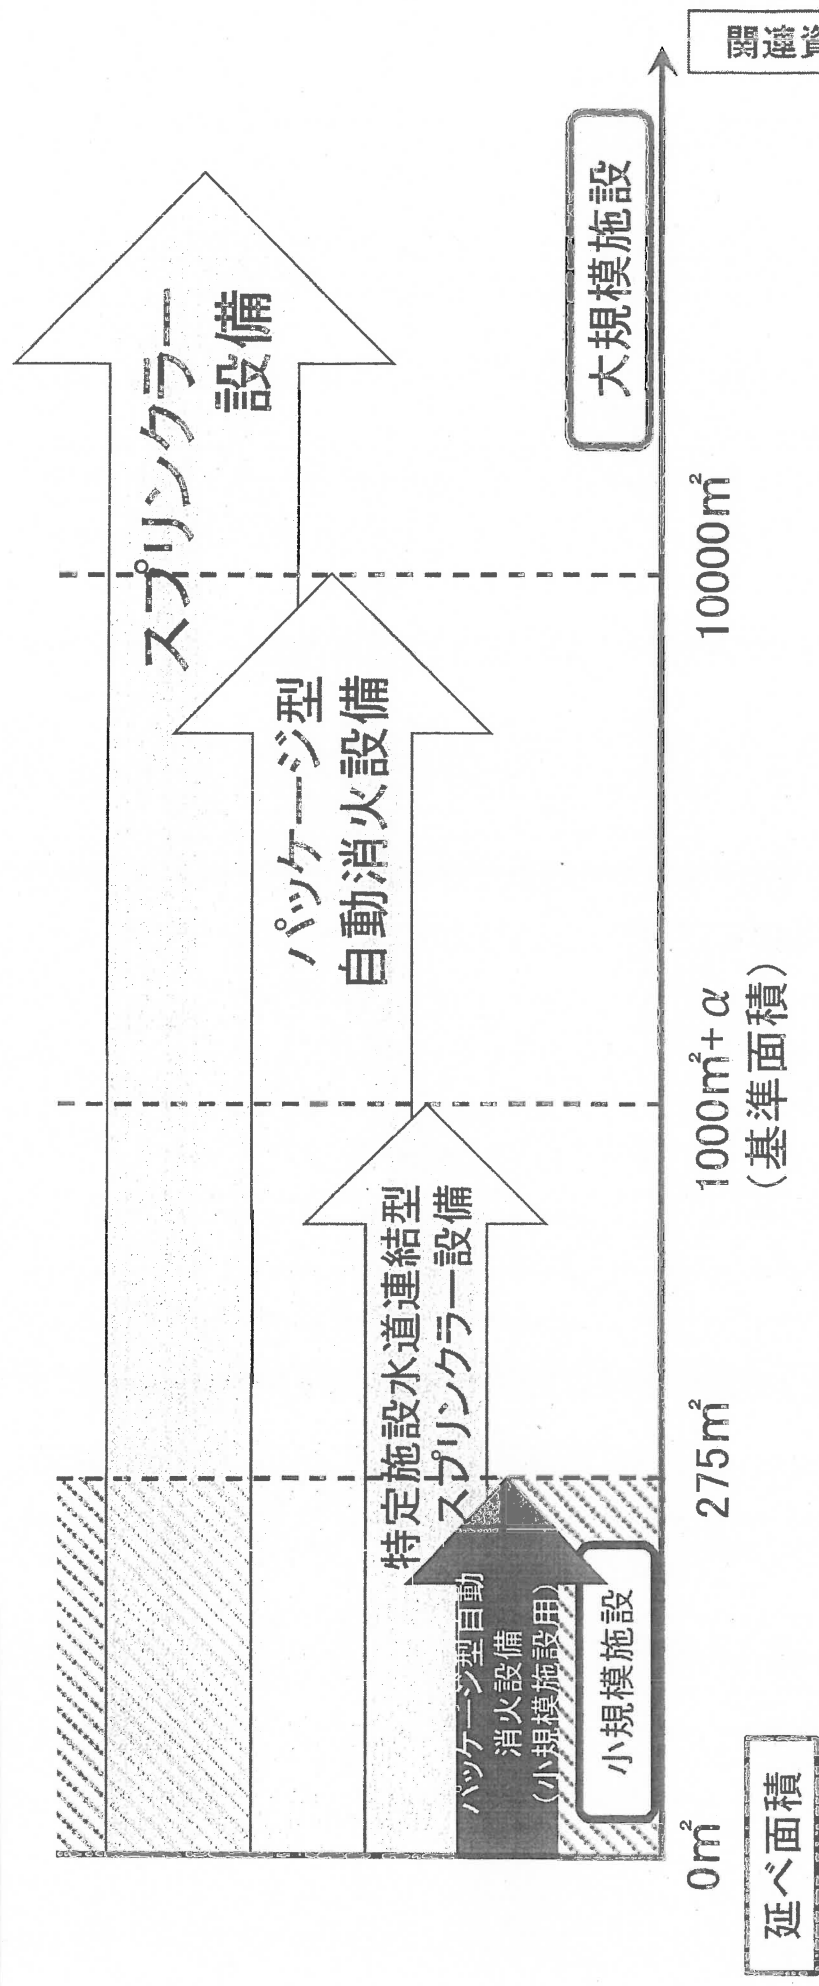 関連資
スプリンクラー
設備
パッケージ型
自動消火設備
特定施設水道連結型
スプリンクラー設備
パッケージ型自動
消火設備
（小規模施設用）
小規模施設
大規模施設
0㎡
275㎡
1000㎡+α
（基準面積）
10000㎡
延べ面積